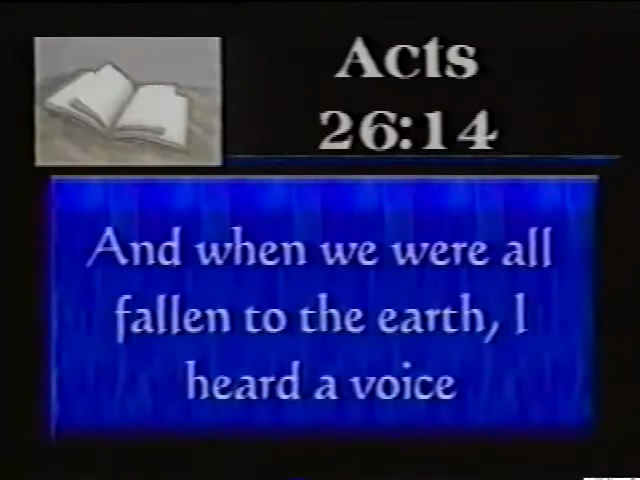 Acts
26:14
And when we were all
fallen to the earth, I
heard a voice